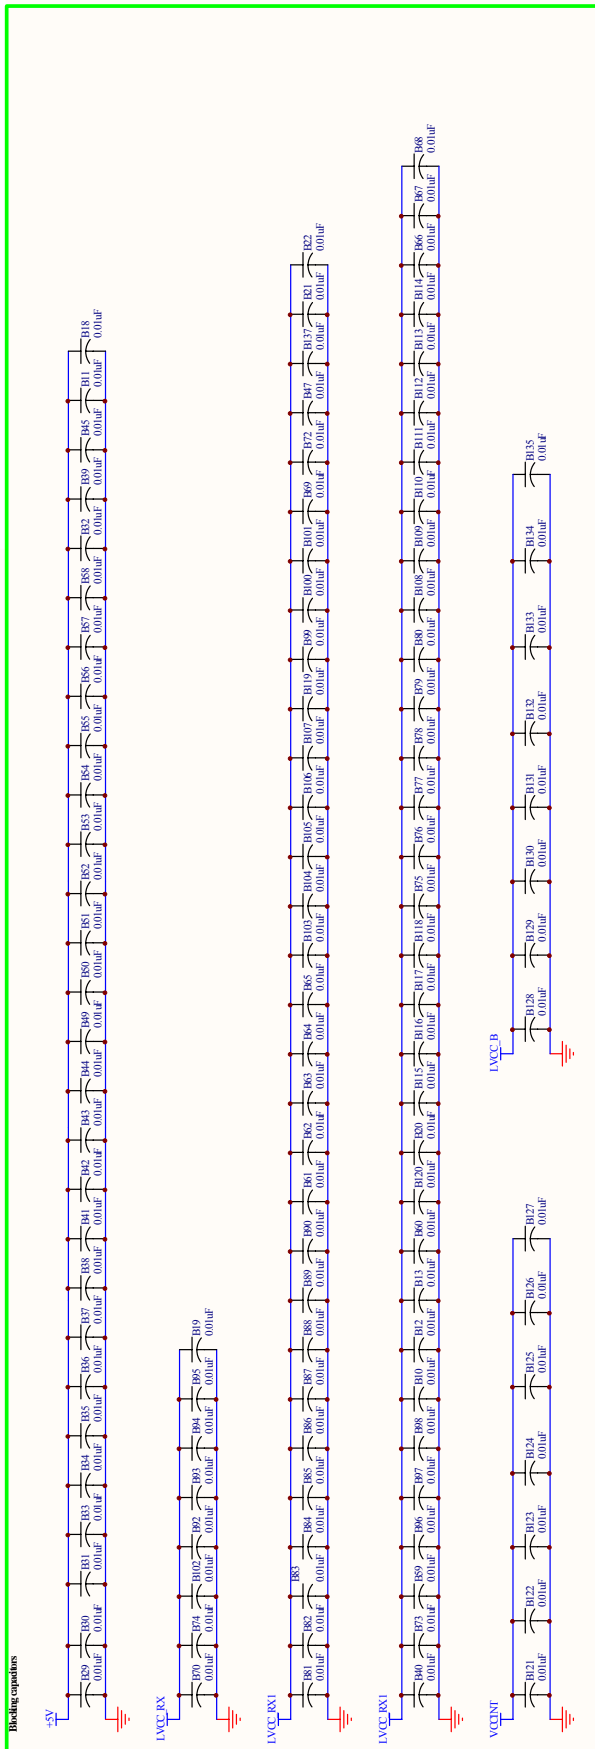 Blocking capacitors
+5V
B29 B30 B31 B33 B34 B35 B36 B37 B38 B41 B42 B43 B44 B49 B50 B51 B52 B53 B54 B55 B56 B57 B58 B32 B39 B45 B11 B18
0.01uF 0.01uF 0.01uF 0.01uF 0.01uF 0.01uF 0.01uF 0.01uF 0.01uF 0.01uF 0.01uF 0.01uF 0.01uF 0.01uF 0.01uF 0.01uF 0.01uF 0.01uF 0.01uF 0.01uF 0.01uF 0.01uF 0.01uF 0.01uF 0.01uF 0.01uF 0.01uF 0.01uF
LVCC_RX
B70 B74 B102 B92 B93 B94 B95 B19
0.01uF 0.01uF 0.01uF 0.01uF 0.01uF 0.01uF 0.01uF 0.01uF
LVCC_RX1
B81 B82 B83 B84 B85 B86 B87 B88 B89 B90 B61 B62 B63 B64 B65 B103 B104 B105 B106 B107 B119 B99 B100 B101 B69 B72 B47 B137 B21 B22
0.01uF 0.01uF 0.01uF 0.01uF 0.01uF 0.01uF 0.01uF 0.01uF 0.01uF 0.01uF 0.01uF 0.01uF 0.01uF 0.01uF 0.01uF 0.01uF 0.01uF 0.01uF 0.01uF 0.01uF 0.01uF 0.01uF 0.01uF 0.01uF 0.01uF 0.01uF 0.01uF 0.01uF 0.01uF 0.01uF
LVCC_RX1
B40 B73 B59 B96 B97 B98 B10 B12 B13 B60 B120 B20 B115 B116 B117 B118 B75 B76 B77 B78 B79 B80 B108 B109 B110 B111 B112 B113 B114 B66 B67 B68
0.01uF 0.01uF 0.01uF 0.01uF 0.01uF 0.01uF 0.01uF 0.01uF 0.01uF 0.01uF 0.01uF 0.01uF 0.01uF 0.01uF 0.01uF 0.01uF 0.01uF 0.01uF 0.01uF 0.01uF 0.01uF 0.01uF 0.01uF 0.01uF 0.01uF 0.01uF 0.01uF 0.01uF 0.01uF 0.01uF 0.01uF 0.01uF
VCCINT
B121 B122 B123 B124 B125 B126 B127
0.01uF 0.01uF 0.01uF 0.01uF 0.01uF 0.01uF 0.01uF
LVCC_B
B128 B129 B130 B131 B132 B133 B134 B135
0.01uF 0.01uF 0.01uF 0.01uF 0.01uF 0.01uF 0.01uF 0.01uF